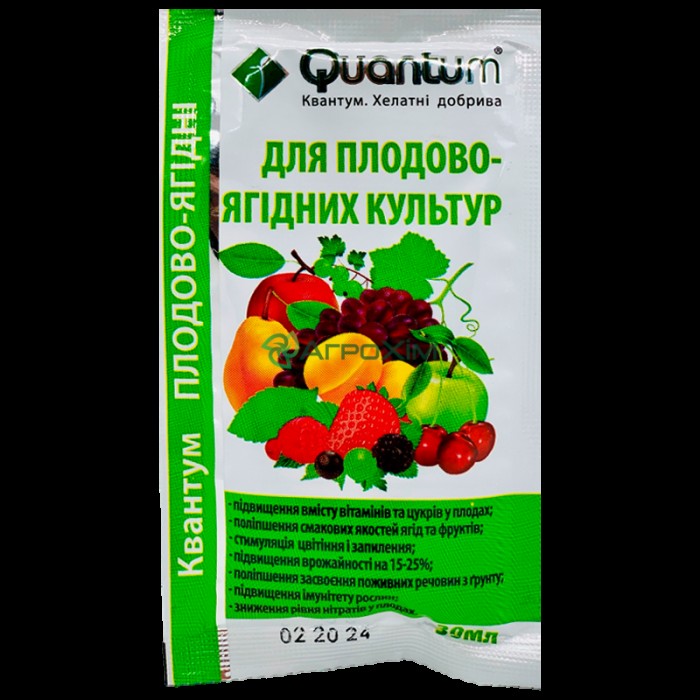 Quantum®
Квантум. Хелатні добрива
ДЛЯ ПЛОДОВО-
ЯГІДНИХ КУЛЬТУР
Квантум ПЛОДОВО-ЯГІДНІ
АГРОХІМ
- підвищення вмісту вітамінів та цукрів у плодах;
- поліпшення смакових якостей ягід та фруктів;
- стимуляція цвітіння і запилення;
- підвищення врожайності на 15-25%;
- поліпшення засвоєння поживних речовин з ґрунту;
- підвищення імунітету рослин;
- зниження рівня нітратів у плодах.
02 20 24
30мл